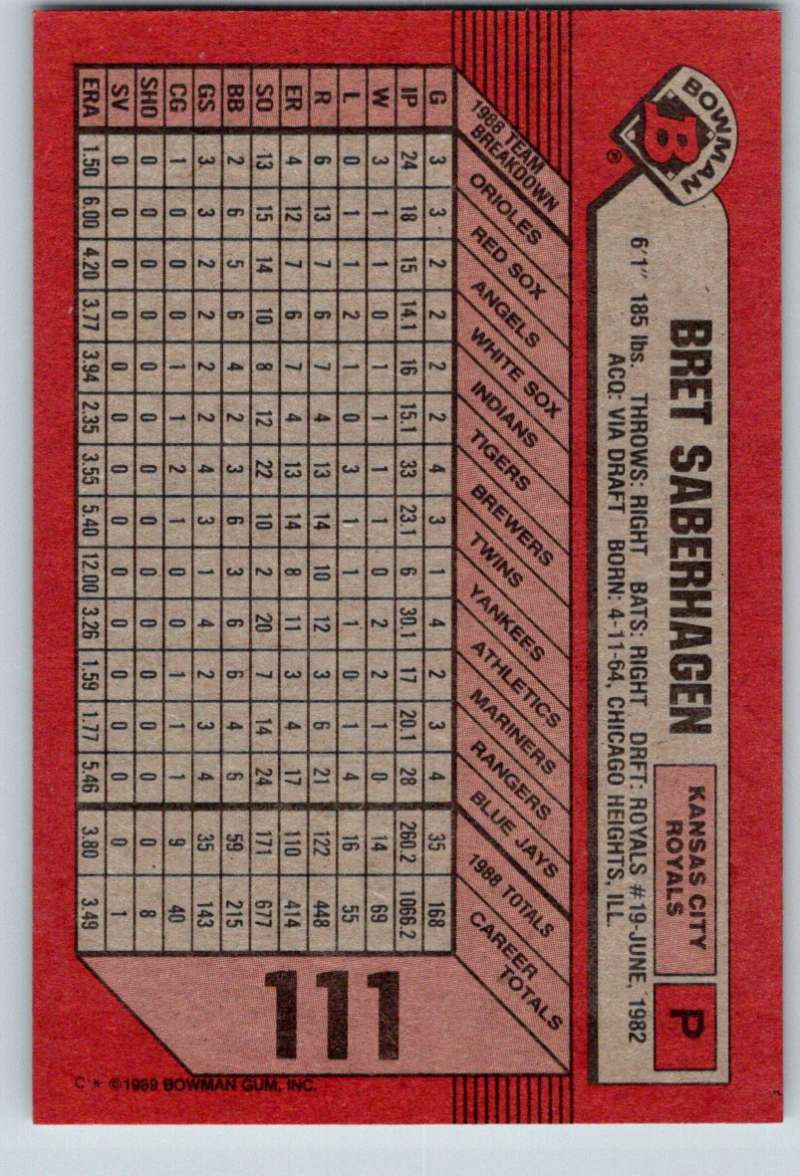 BOWMAN
B
®
BRET SABERHAGEN
KANSAS CITY
ROYALS
P
6'1" 185 lbs. THROWS: RIGHT BATS: RIGHT DRFT: ROYALS #19-JUNE, 1982
ACQ: VIA DRAFT BORN: 4-11-64, CHICAGO HEIGHTS, ILL.
1988 TEAM
BREAKDOWN
ORIOLES
RED SOX
ANGELS
WHITE SOX
INDIANS
TIGERS
BREWERS
TWINS
YANKEES
ATHLETICS
MARINERS
RANGERS
BLUE JAYS
1988 TOTALS
CAREER
TOTALS
G 3 3 2 2 2 2 4 3 1 4 2 3 4 35 168
IP 24 18 15 14.1 16 15.1 33 23.1 6 30.1 17 20.1 28 260.2 1066.2
W 3 1 1 0 1 1 1 1 0 2 2 1 0 14 69
L 0 1 1 2 1 0 3 1 1 1 0 1 4 16 55
R 6 13 7 6 7 4 13 14 10 12 3 6 21 122 448
ER 4 12 7 6 7 4 13 14 8 11 3 4 17 110 414
SO 13 15 14 10 8 12 22 10 2 20 7 14 24 171 677
BB 2 6 5 6 4 2 3 6 3 6 6 4 6 59 215
GS 3 3 2 2 2 2 4 3 1 4 2 3 4 35 143
CG 1 0 0 0 1 1 2 1 0 0 1 1 1 9 40
SHO 0 0 0 0 0 0 0 0 0 0 0 0 0 0 8
SV 0 0 0 0 0 0 0 0 0 0 0 0 0 0 1
ERA 1.50 6.00 4.20 3.77 3.94 2.35 3.55 5.40 12.00 3.26 1.59 1.77 5.46 3.80 3.49
111
C * ©1989 BOWMAN GUM, INC.